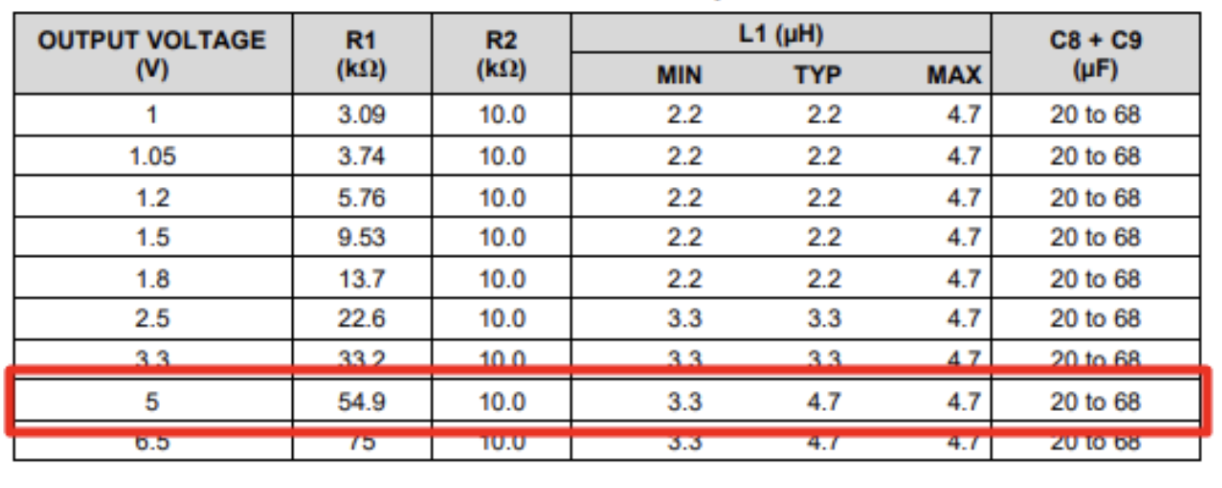 OUTPUT VOLTAGE (V) R1 (kΩ) R2 (kΩ) L1 (µH) C8 + C9 (µF)
MIN TYP MAX
1 3.09 10.0 2.2 2.2 4.7 20 to 68
1.05 3.74 10.0 2.2 2.2 4.7 20 to 68
1.2 5.76 10.0 2.2 2.2 4.7 20 to 68
1.5 9.53 10.0 2.2 2.2 4.7 20 to 68
1.8 13.7 10.0 2.2 2.2 4.7 20 to 68
2.5 22.6 10.0 3.3 3.3 4.7 20 to 68
3.3 33.2 10.0 3.3 3.3 4.7 20 to 68
5 54.9 10.0 3.3 4.7 4.7 20 to 68
6.5 75 10.0 3.3 4.7 4.7 20 to 68